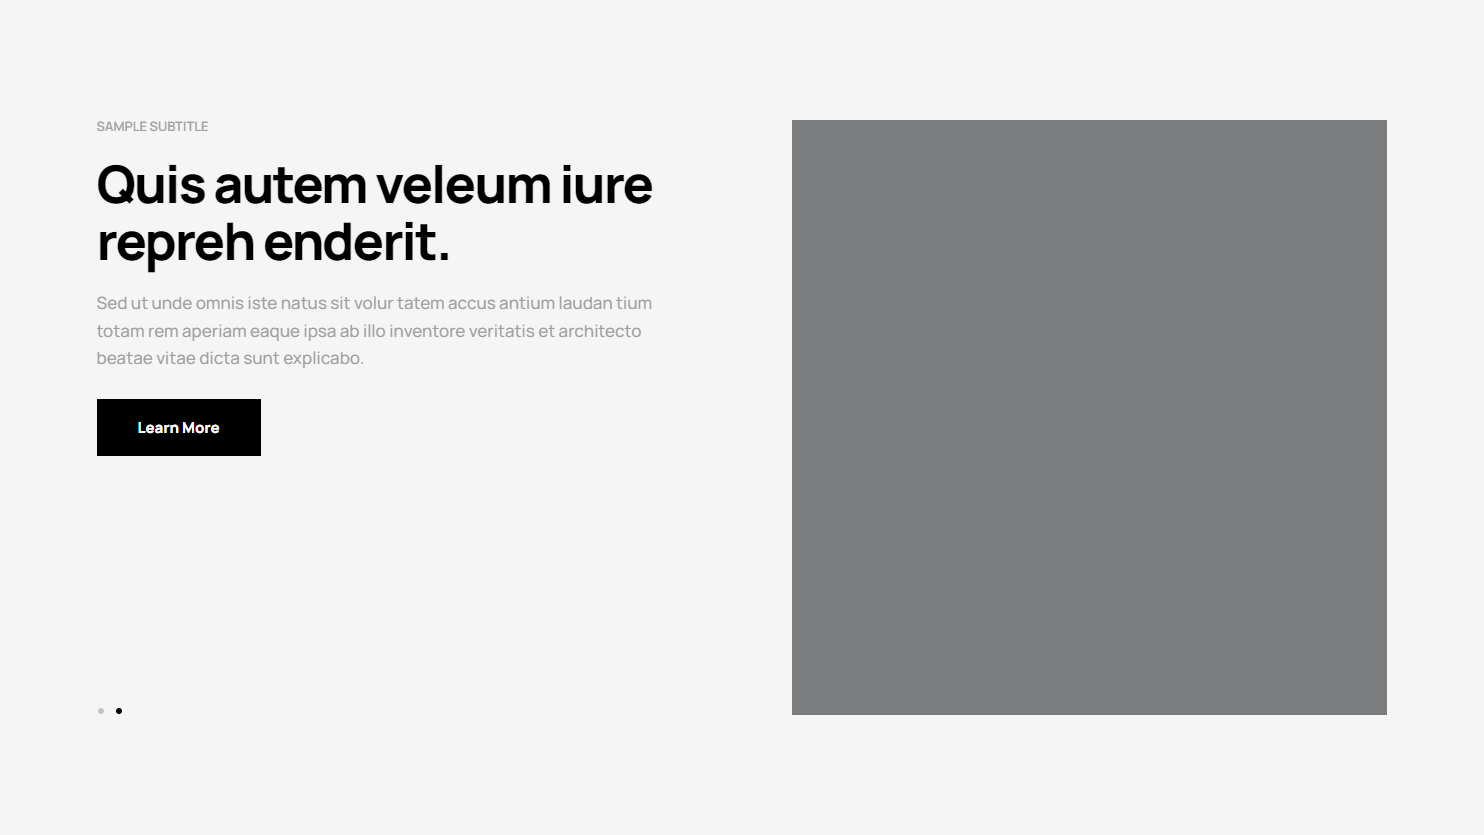 SAMPLE SUBTITLE
Quis autem veleum iure
repreh enderit.
Sed ut unde omnis iste natus sit volur tatem accus antium laudan tium
totam rem aperiam eaque ipsa ab illo inventore veritatis et architecto
beatae vitae dicta sunt explicabo.
Learn More